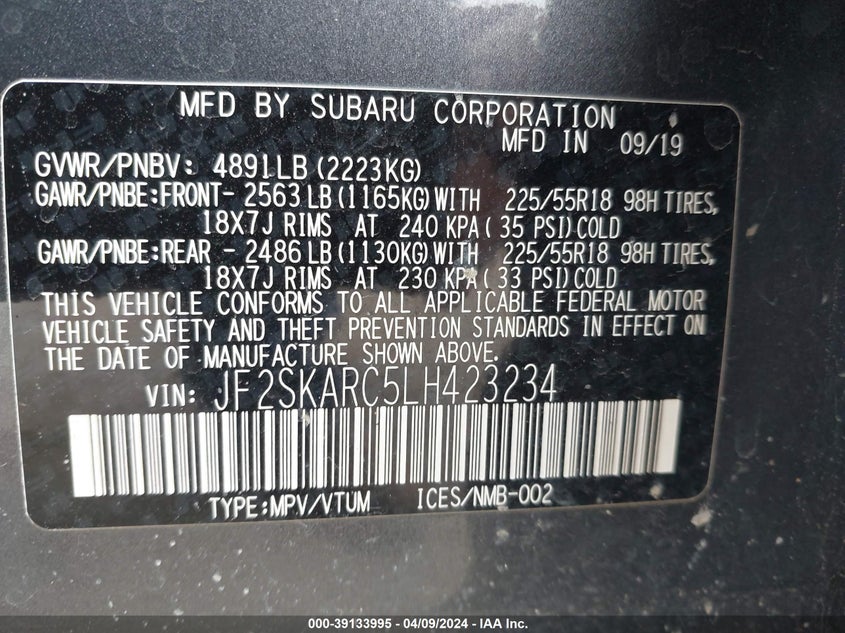 MFD BY SUBARU CORPORATION
MFD IN 09/19
GVWR/PNBV: 4891LB (2223KG)
GAWR/PNBE:FRONT- 2563 LB (1165KG) WITH 225/55R18 98H TIRES,
18X7J RIMS AT 240 KPA ( 35 PSI) COLD
GAWR/PNBE:REAR - 2486 LB (1130KG) WITH 225/55R18 98H TIRES,
18X7J RIMS AT 230 KPA ( 33 PSI) COLD
THIS VEHICLE CONFORMS TO ALL APPLICABLE FEDERAL MOTOR
VEHICLE SAFETY AND THEFT PREVENTION STANDARDS IN EFFECT ON
THE DATE OF MANUFACTURE SHOWN ABOVE.
VIN: JF2SKARC5LH423234
TYPE:MPV/VTUM ICES/NMB-002
000-39133995 - 04/09/2024 - IAA Inc.